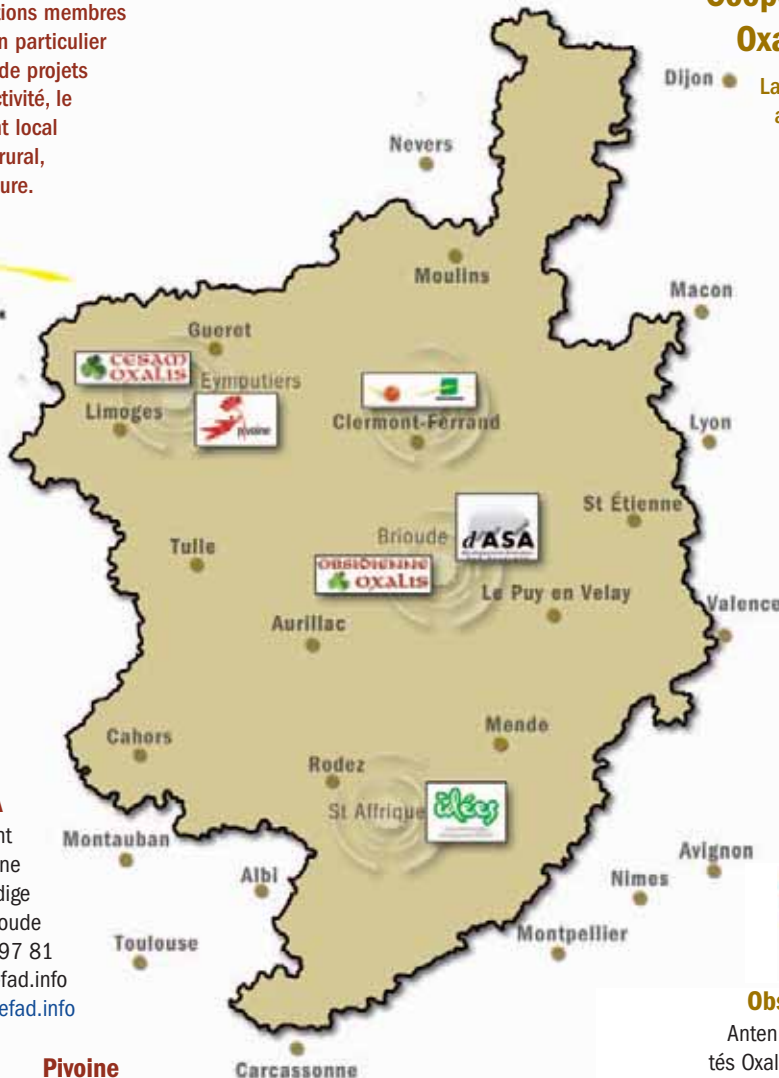 tions membres
n particulier
de projets
tivité, le
t local
rural,
ure.
Oxa
La
a
Dijon
Nevers
Moulins
Macon
Gueret
CESAM
OXALIS
Eymoutiers
pivoine
Limoges
Clermont-Ferrand
Lyon
St Étienne
d'ASA
Brioude
OBSIDIENNE
OXALIS
Tulle
Le Puy en Velay
Valence
Aurillac
Mende
Cahors
Rodez
St Affrique
idées
A
nt
ne
dige
oude
97 81
fad.info
efad.info
Montauban
Albi
Toulouse
Avignon
Nimes
Montpellier
Carcassonne
Pivoine
Obs
Anten
tés Oxal